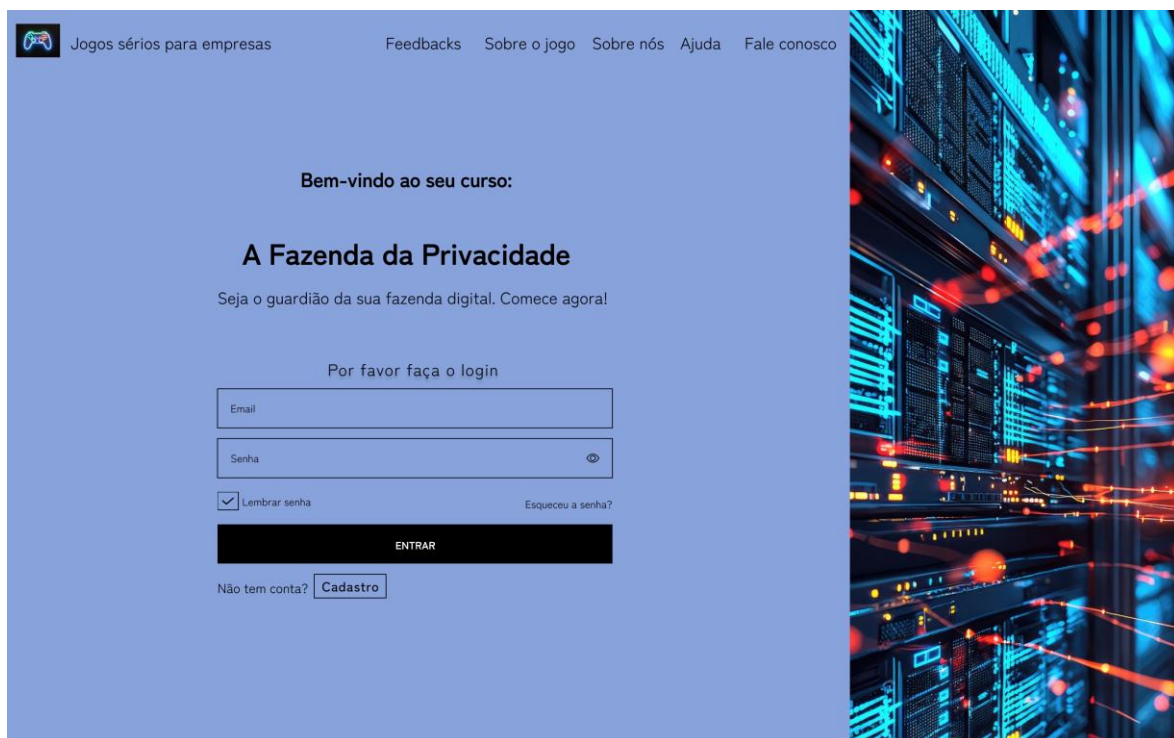 Jogos sérios para empresas Feedbacks Sobre o jogo Sobre nós Ajuda Fale conosco
Bem-vindo ao seu curso:
A Fazenda da Privacidade
Seja o guardião da sua fazenda digital. Comece agora!
Por favor faça o login
Email
Senha
Lembrar senha Esqueceu a senha?
ENTRAR
Não tem conta? Cadastro